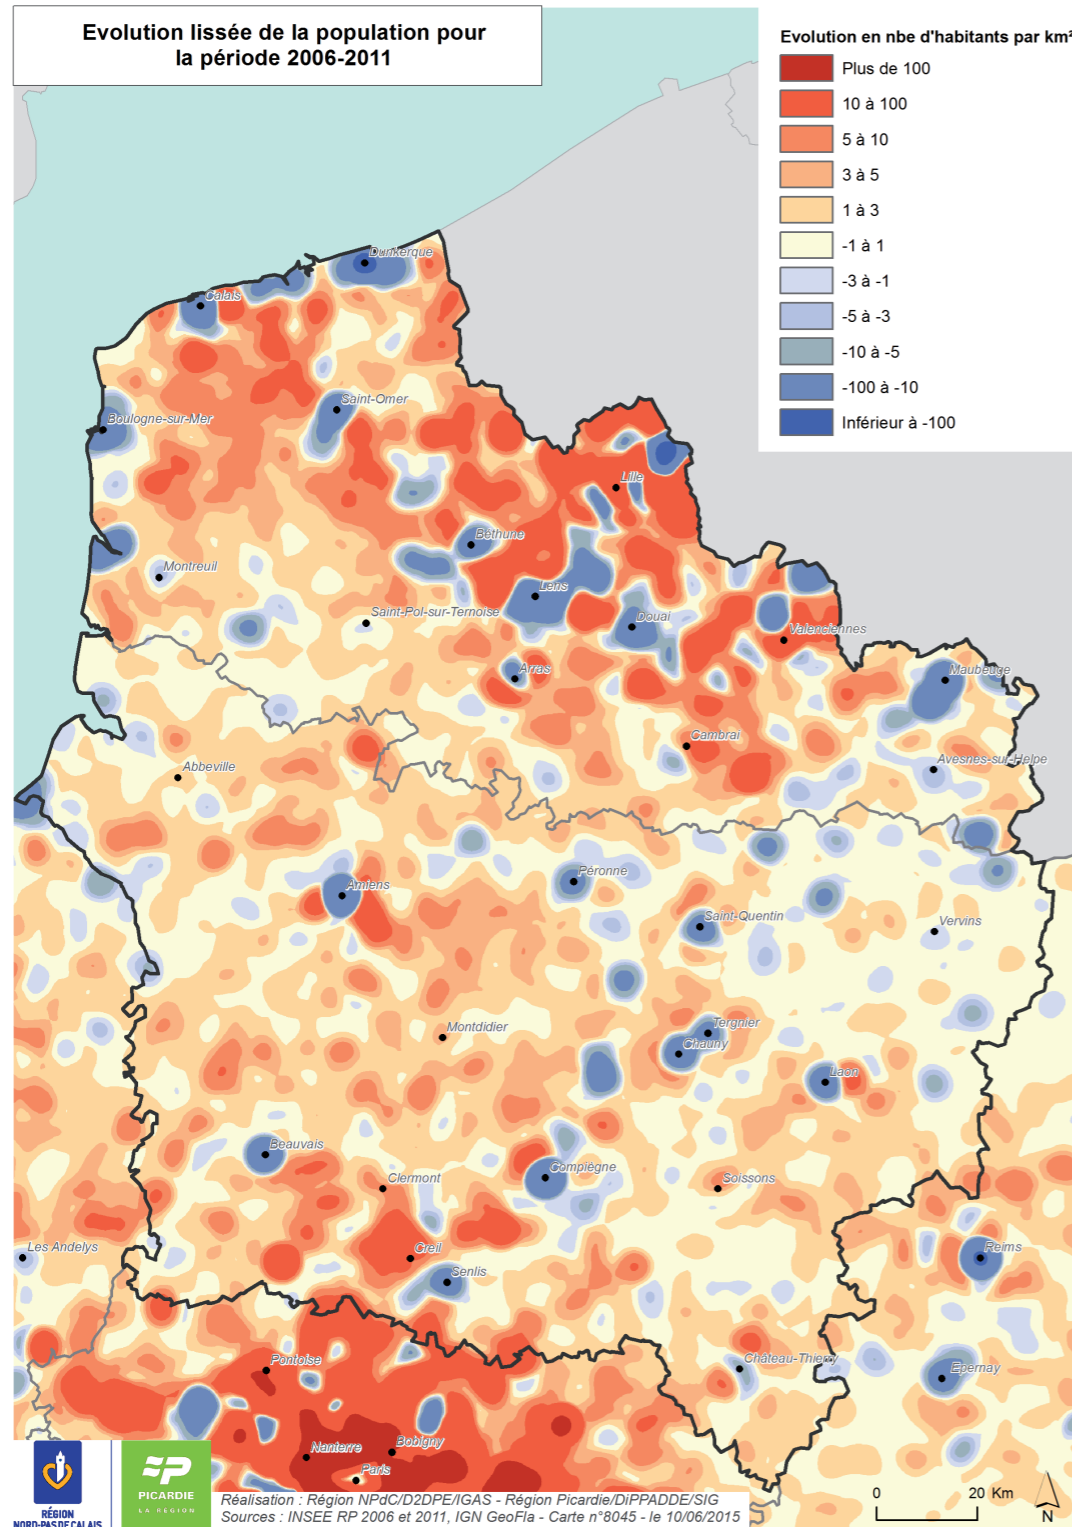 Evolution lissée de la population pour
la période 2006-2011
Evolution en nbe d'habitants par km²
Plus de 100
10 à 100
5 à 10
3 à 5
1 à 3
-1 à 1
-3 à -1
-5 à -3
-10 à -5
-100 à -10
Inférieur à -100
Dunkerque
Calais
Saint-Omer
Boulogne-sur-Mer
Lille
Béthune
Montreuil
Lens
Saint-Pol-sur-Ternoise
Douai
Valenciennes
Arras
Maubeuge
Cambrai
Avesnes-sur-Helpe
Abbeville
Péronne
Amiens
Saint-Quentin
Vervins
Montdidier
Tergnier
Chauny
Laon
Beauvais
Compiègne
Clermont
Soissons
Les Andelys
Creil
Reims
Senlis
Pontoise
Château-Thierry
Epernay
Nanterre
Bobigny
Paris
RÉGION
NORD-PAS DE CALAIS
PICARDIE
LA RÉGION
Réalisation : Région NPdC/D2DPE/IGAS - Région Picardie/DiPPADDE/SIG
Sources : INSEE RP 2006 et 2011, IGN GeoFla - Carte n°8045 - le 10/06/2015
0 20 Km
N